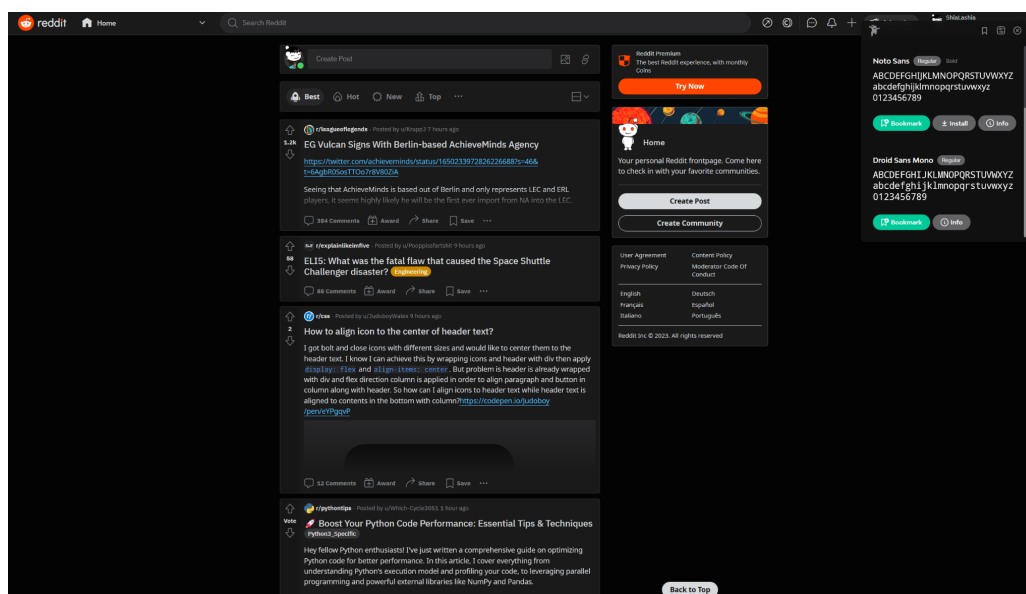 reddit
Home
Search Reddit
ShiaLashia
Create Post
Best
Hot
New
Top
1.2k
r/leagueoflegends · Posted by u/KrappJ 7 hours ago
EG Vulcan Signs With Berlin-based AchieveMinds Agency
https://twitter.com/achieveminds/status/1650233972826226688?s=46&
t=6AgbR0SosTTOo7r8V80ZiA
Seeing that AchieveMinds is based out of Berlin and only represents LEC and ERL
players, it seems highly likely he will be the first ever import from NA into the LEC.
304 Comments
Award
Share
Save
58
r/explainlikeimfive · Posted by u/Pooppissfartshit 9 hours ago
ELI5: What was the fatal flaw that caused the Space Shuttle
Challenger disaster? Engineering
88 Comments
Award
Share
Save
2
r/css · Posted by u/JudoboyWales 9 hours ago
How to align icon to the center of header text?
I got bolt and close icons with different sizes and would like to center them to the
header text. I know I can achieve this by wrapping icons and header with div then apply
display: flex and align-items: center. But problem is header is already wrapped
with div and flex direction column is applied in order to align paragraph and button in
column along with header. So how can I align icons to header text while header text is
aligned to contents in the bottom with column?https://codepen.io/judoboy
/pen/eYPgqvP
12 Comments
Award
Share
Save
Vote
r/pythontips · Posted by u/Which-Cycle3051 1 hour ago
🚀 Boost Your Python Code Performance: Essential Tips & Techniques
Python3_Specific
Hey fellow Python enthusiasts! I've just written a comprehensive guide on optimizing
Python code for better performance. In this article, I cover everything from
understanding Python's execution model and profiling your code, to leveraging parallel
programming and powerful external libraries like NumPy and Pandas.
Reddit Premium
The best Reddit experience, with monthly
Coins
Try Now
Home
Your personal Reddit frontpage. Come here
to check in with your favorite communities.
Create Post
Create Community
User Agreement
Content Policy
Privacy Policy
Moderator Code Of
Conduct
English
Deutsch
Français
Español
Italiano
Português
Reddit Inc © 2023. All rights reserved
Back to Top
Noto Sans Regular Bold
ABCDEFGHIJKLMNOPQRSTUVWXYZ
abcdefghijklmnopqrstuvwxyz
0123456789
Bookmark
Install
Info
Droid Sans Mono Regular
ABCDEFGHIJKLMNOPQRSTUVWXYZ
abcdefghijklmnopqrstuvwxyz
0123456789
Bookmark
Info